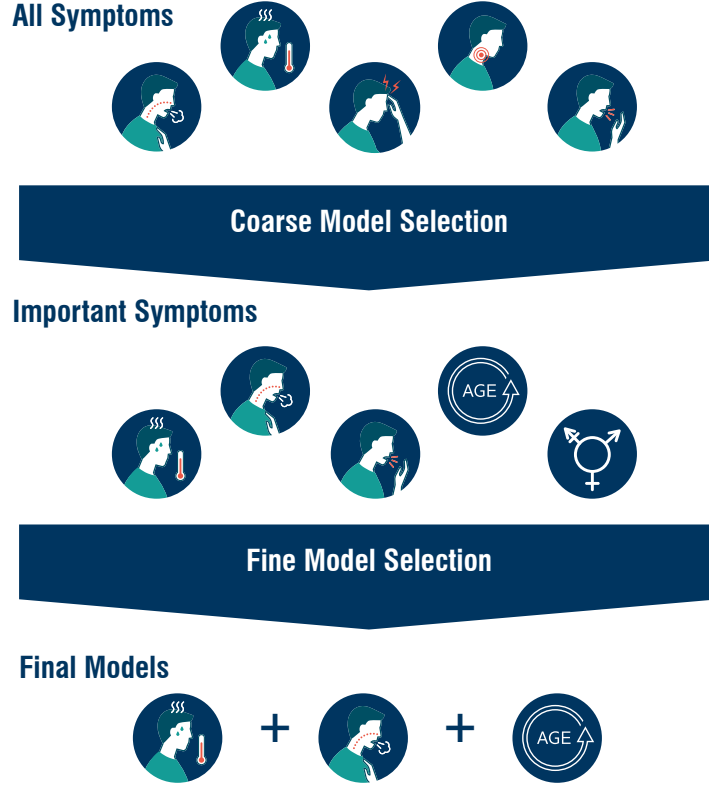 All Symptoms
Coarse Model Selection
Important Symptoms
AGE
Fine Model Selection
Final Models
+ +
AGE